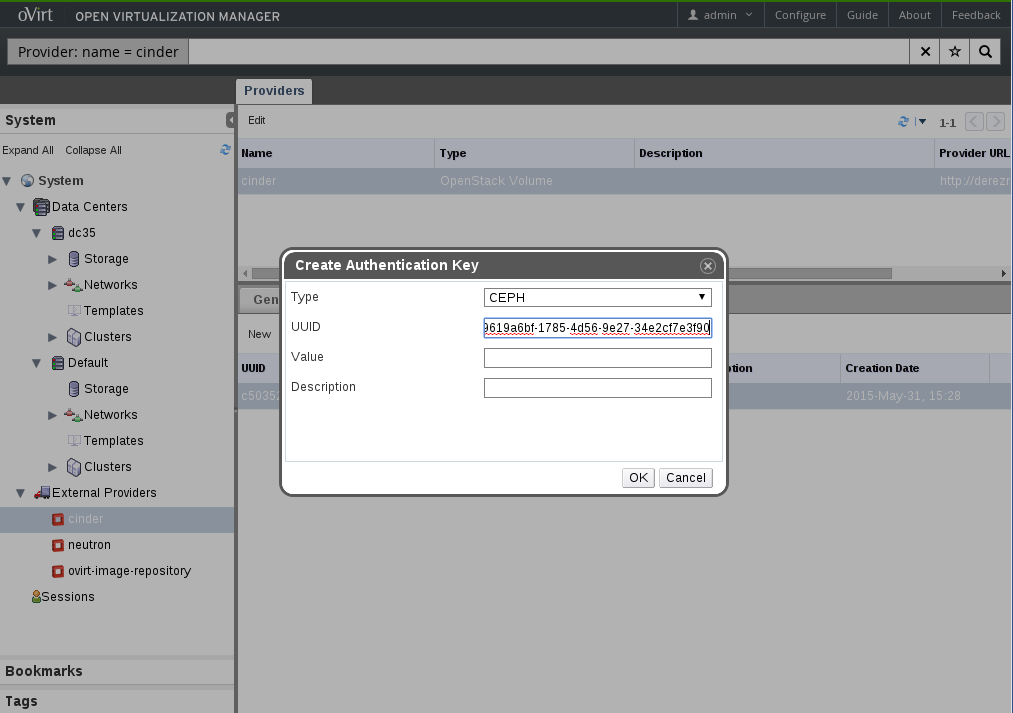 oVirt OPEN VIRTUALIZATION MANAGER admin Configure Guide About Feedback
Provider: name = cinder
Providers
System
Edit
1-1
Expand All Collapse All
Name Type Description Provider URL
System
cinder OpenStack Volume http://derezr
Data Centers
dc35
Storage
Networks
Templates
Clusters
Default
Storage
Networks
Templates
Clusters
External Providers
cinder
neutron
ovirt-image-repository
Sessions
Bookmarks
Tags
Gen
New
UUID ption Creation Date
c5035 2015-May-31, 15:28
Create Authentication Key
Type CEPH
UUID 9619a6bf-1785-4d56-9e27-34e2cf7e3f90
Value
Description
OK Cancel